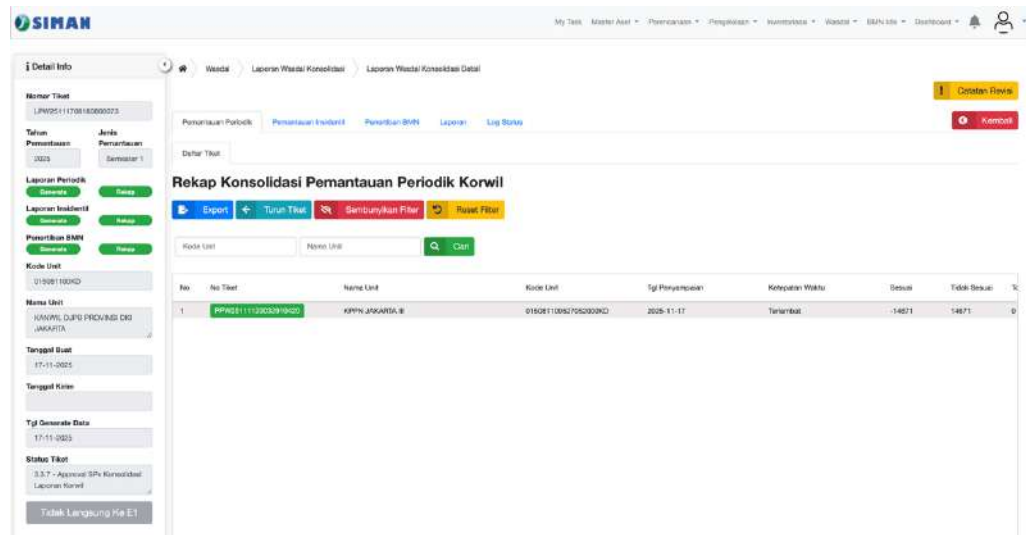 SIMAN
My Task Master Aset Perencanaan Pengelolaan Inventarisasi Wasdal BMN Idle Dashboard
i Detail Info
Wasdal Laporan Wasdal Konsolidasi Laporan Wasdal Konsolidasi Detail
! Catatan Revisi
Kembali
Nomor Tiket
Pemantauan Periodik Pemantauan Insidentil Penertiban BMN Laporan Log Status
Tahun Pemantauan
Jenis Pemantauan
2025 Semester 1
Daftar Tiket
Rekap Konsolidasi Pemantauan Periodik Korwil
Laporan Periodik
Generate Rekap
Export Turun Tiket Sembunyikan Filter Reset Filter
Laporan Insidentil
Generate Rekap
Penertiban BMN
Generate Rekap
Kode Unit Nama Unit Cari
Kode Unit
015081100KD
No No Tiket Nama Unit Kode Unit Tgl Penyampaian Ketepatan Waktu Sesuai Tidak Sesuai
1 KPPN JAKARTA III 2025-11-17 Terlambat -14671 14671 0
Nama Unit
KANWIL DJPB PROVINSI DKI
JAKARTA
Tanggal Buat
17-11-2025
Tanggal Kirim
Tgl Generate Data
17-11-2025
Status Tiket
3.3.7 - Approval SPv Konsolidasi
Laporan Korwil
Tidak Langsung Ke E1